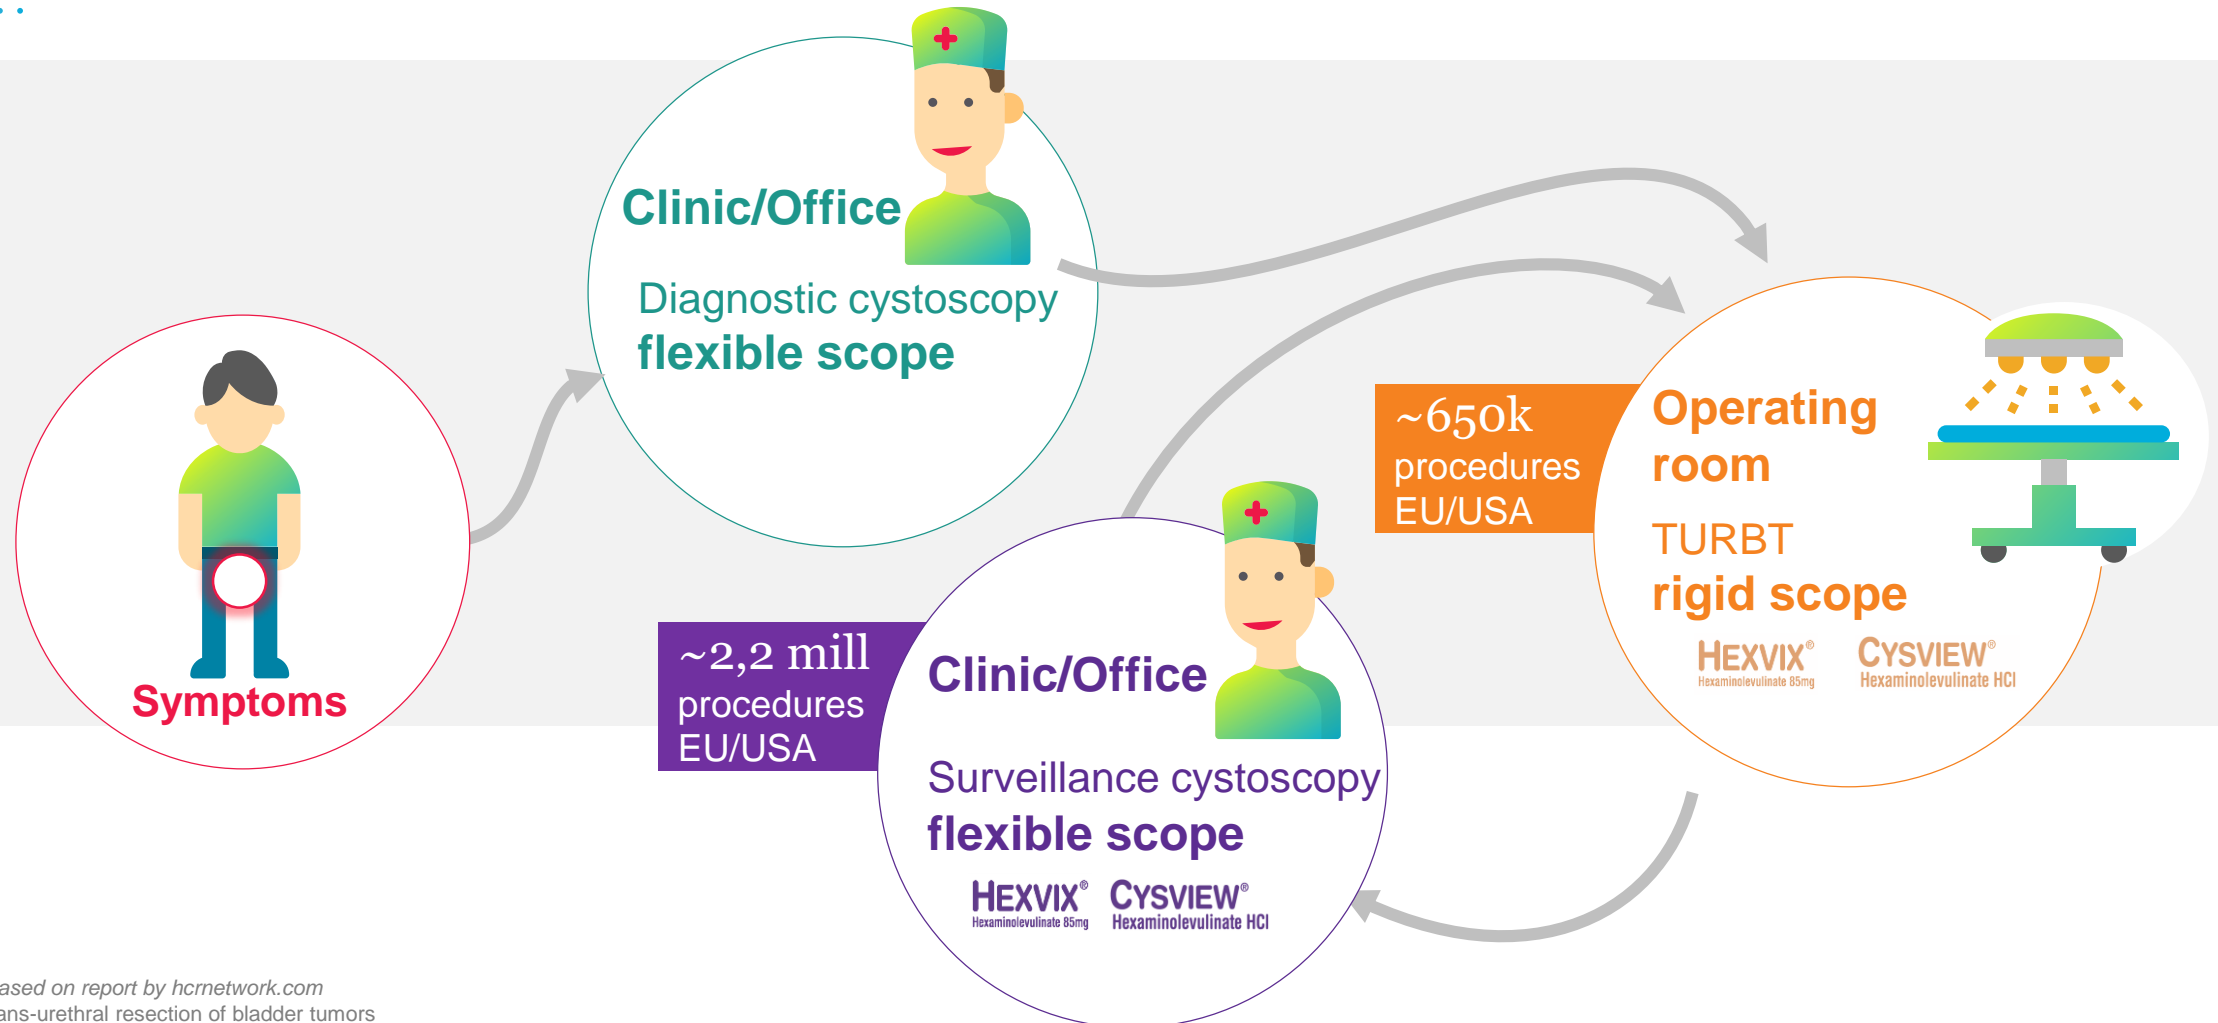 Clinic/Office
Diagnostic cystoscopy
flexible scope
Symptoms
~650k
procedures
EU/USA
Operating
room
TURBT
rigid scope
HEXVIX®
Hexaminolevulinate 85mg
CYSVIEW®
Hexaminolevulinate HCl
~2,2 mill
procedures
EU/USA
Clinic/Office
Surveillance cystoscopy
flexible scope
HEXVIX®
Hexaminolevulinate 85mg
CYSVIEW®
Hexaminolevulinate HCl
ased on report by hcrnetwork.com
ans-urethral resection of bladder tumors